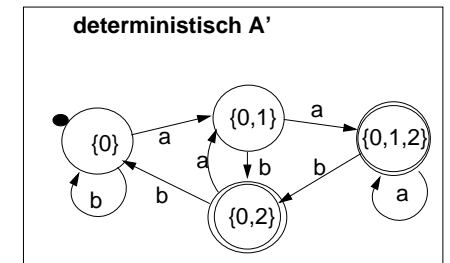 deterministisch A’
{0,1}
a
{0,1,2}
a
{0}
a
b
b
a
b
b
{0,2}
a